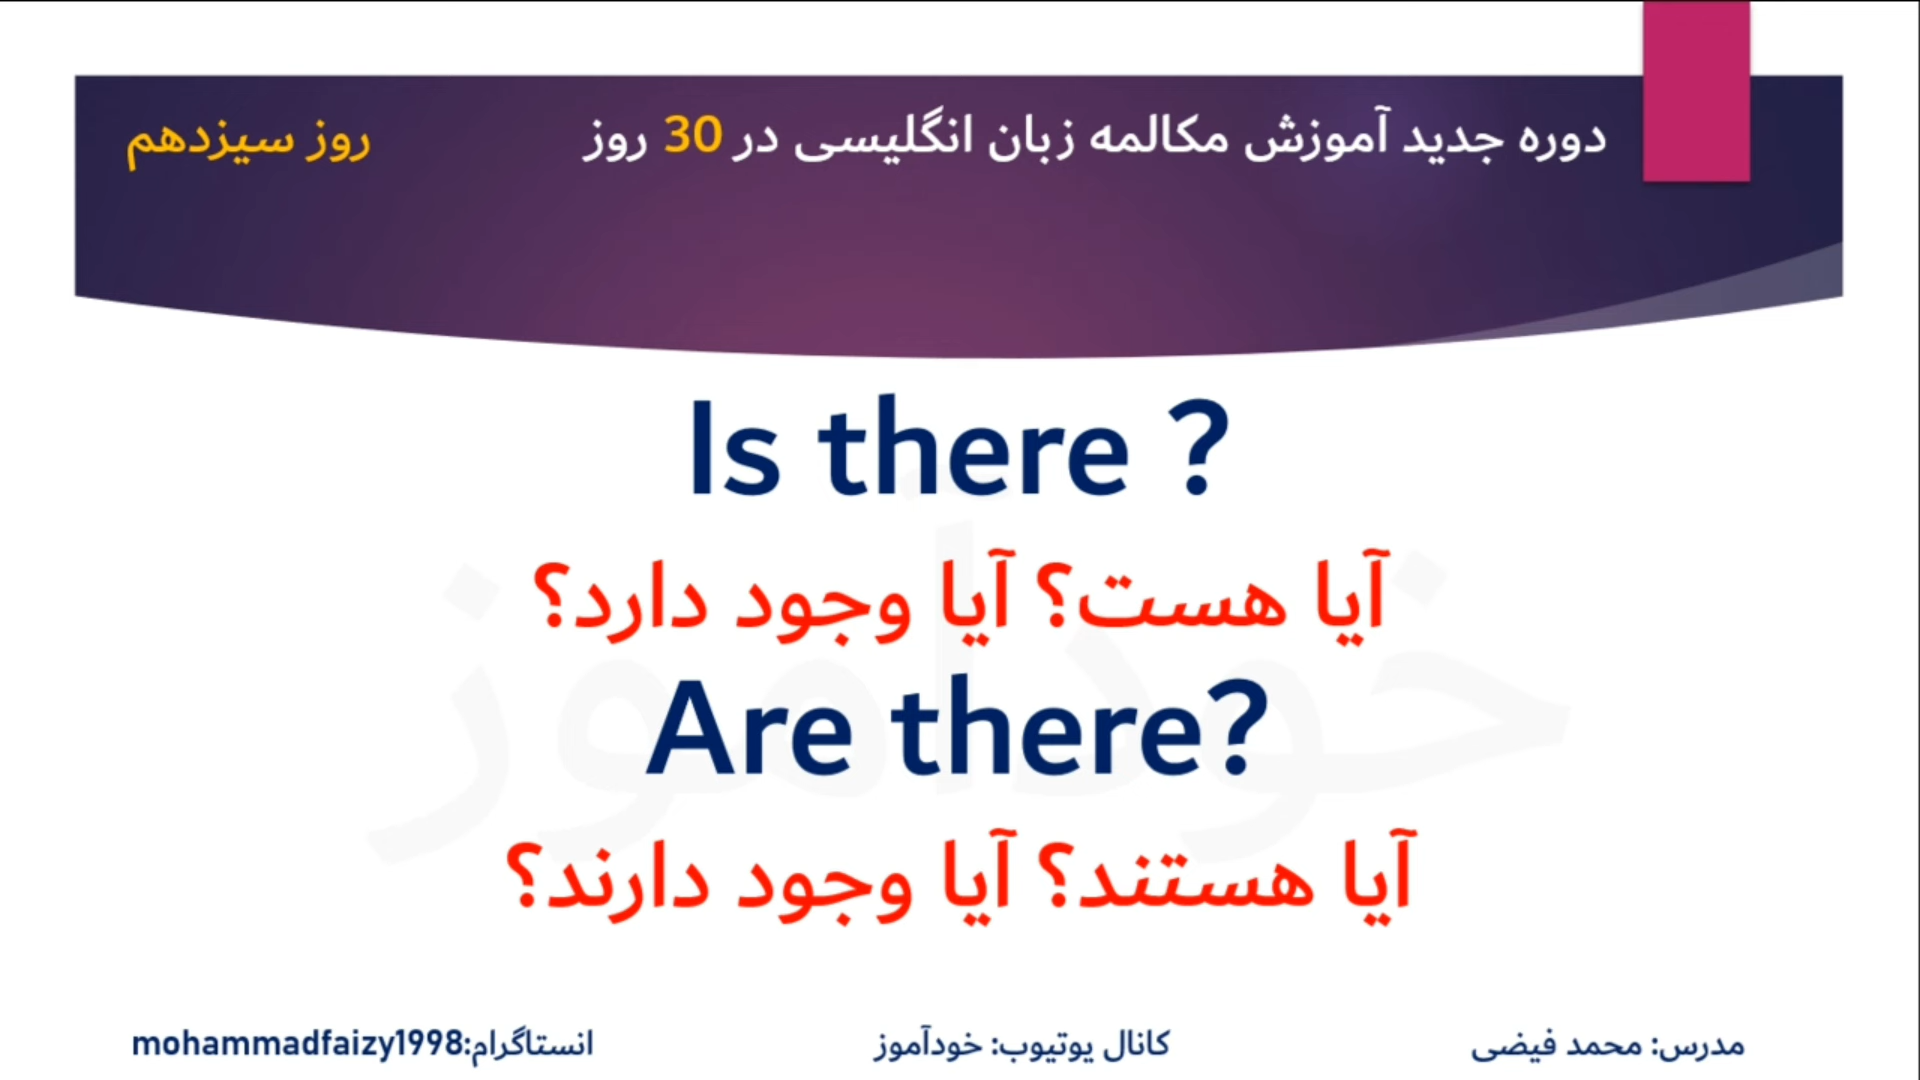 دوره جدید آموزش مکالمه زبان انگلیسی در 30 روز
روز سیزدهم
Is there ?
آیا هست؟ آیا وجود دارد؟
Are there?
آیا هستند؟ آیا وجود دارند؟
خودآموز
مدرس: محمد فیضی
کانال یوتیوب: خودآموز
انستاگرام:mohammadfaizy1998